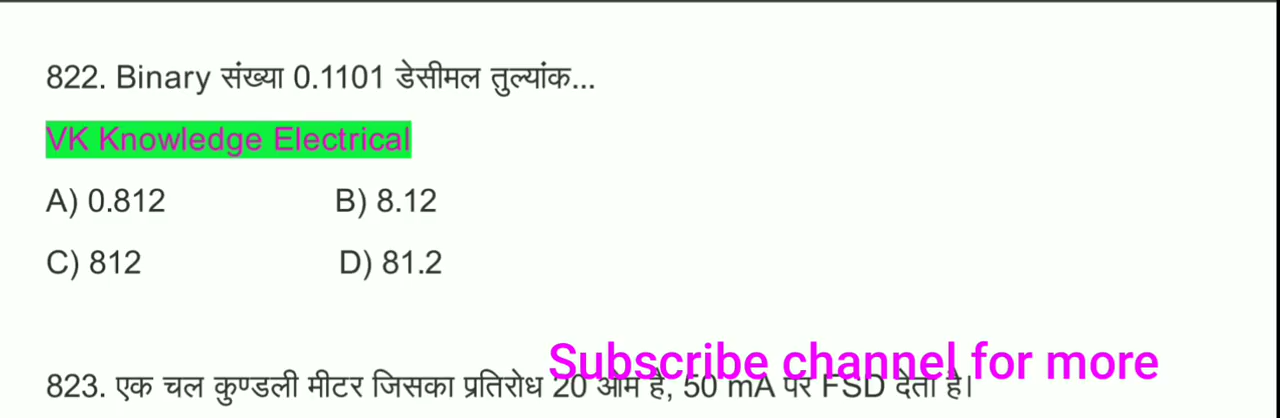 822. Binary संख्या 0.1101 डेसीमल तुल्यांक...
VK Knowledge Electrical
A) 0.812 B) 8.12
C) 812 D) 81.2
Subscribe channel for more
823. एक चल कुण्डली मीटर जिसका प्रतिरोध 20 ओम है, 50 mA पर FSD देता है।